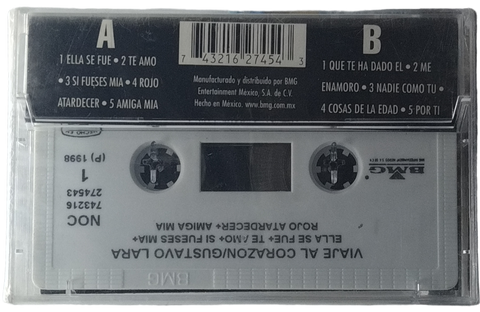 A
1 ELLA SE FUE • 2 TE AMO
• 3 SI FUESES MIA • 4 ROJO
ATARDECER • 5 AMIGA MIA
7 43216 27454 3
Manufacturado y distribuido por BMG
Entertainment México, S.A. de C.V.
Hecho en México. www.bmg.com.mx
B
1 QUE TE HA DADO EL • 2 ME
ENAMORO • 3 NADIE COMO TU •
4 COSAS DE LA EDAD • 5 POR TI
BMG
VIAJE AL CORAZON/GUSTAVO LARA
ELLA SE FUE+ TE AMO+ SI FUESES MIA+
ROJO ATARDECER+ AMIGA MIA
NOC
743216
274543
1
(P) 1998
BMG